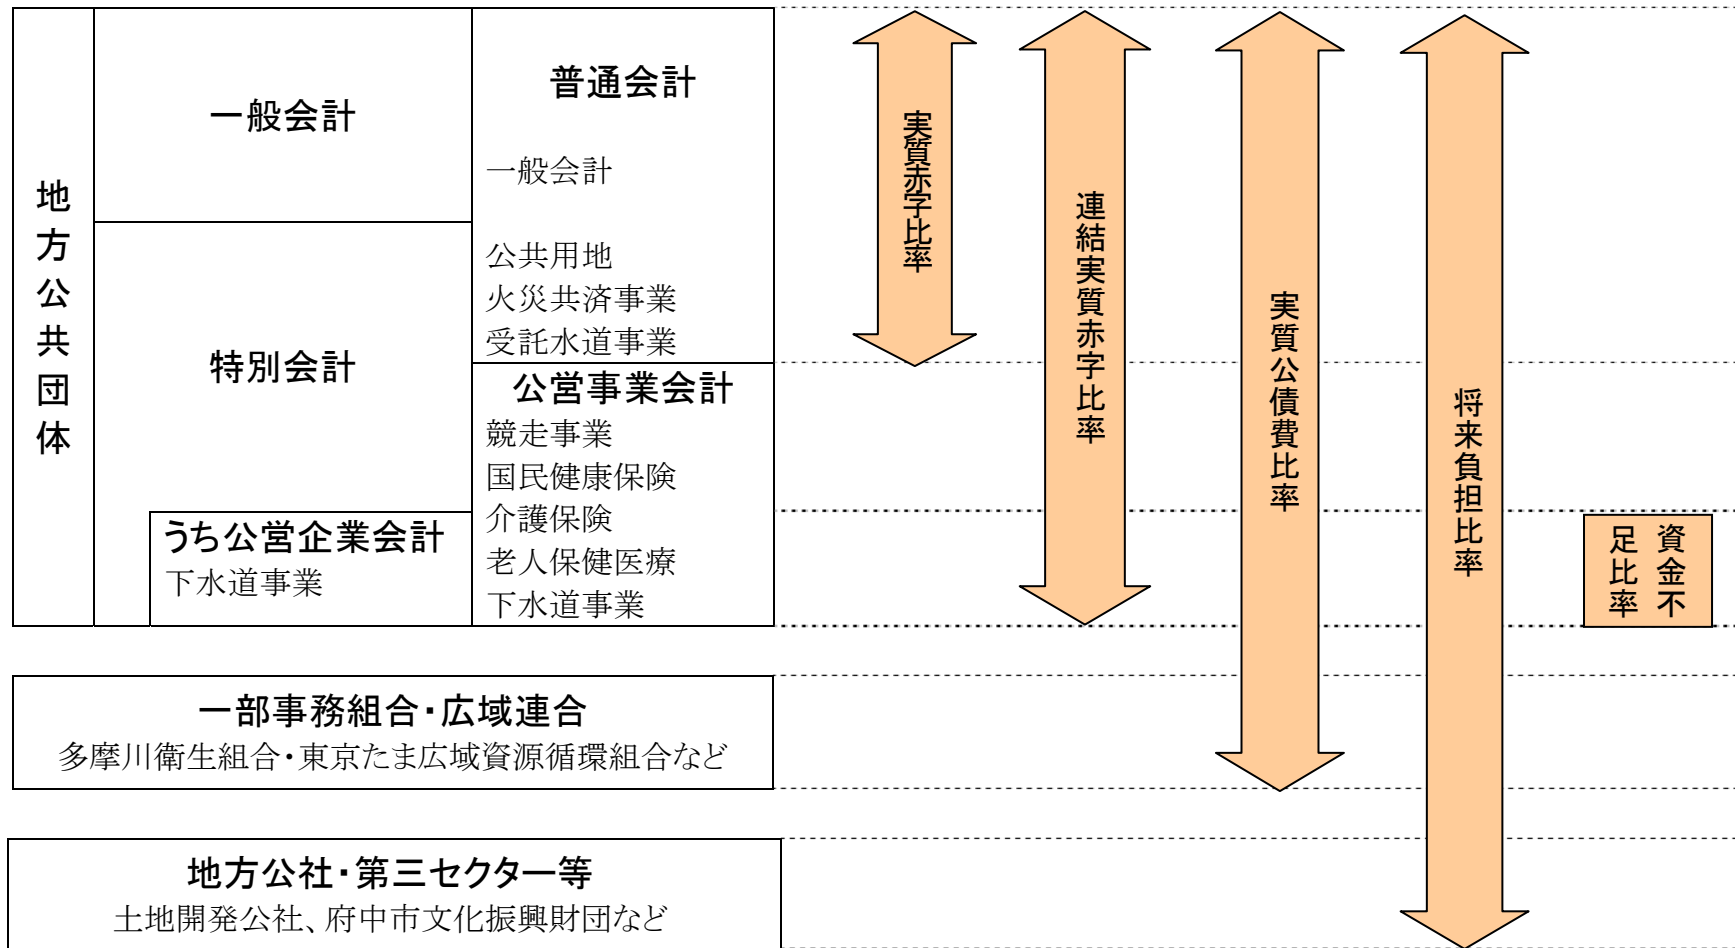 地方公共団体
一般会計
特別会計
うち公営企業会計
下水道事業
普通会計
一般会計
公共用地
火災共済事業
受託水道事業
公営事業会計
競走事業
国民健康保険
介護保険
老人保健医療
下水道事業
実質赤字比率
連結実質赤字比率
実質公債費比率
将来負担比率
資金不
足比率
一部事務組合・広域連合
多摩川衛生組合・東京たま広域資源循環組合など
地方公社・第三セクター等
土地開発公社、府中市文化振興財団など